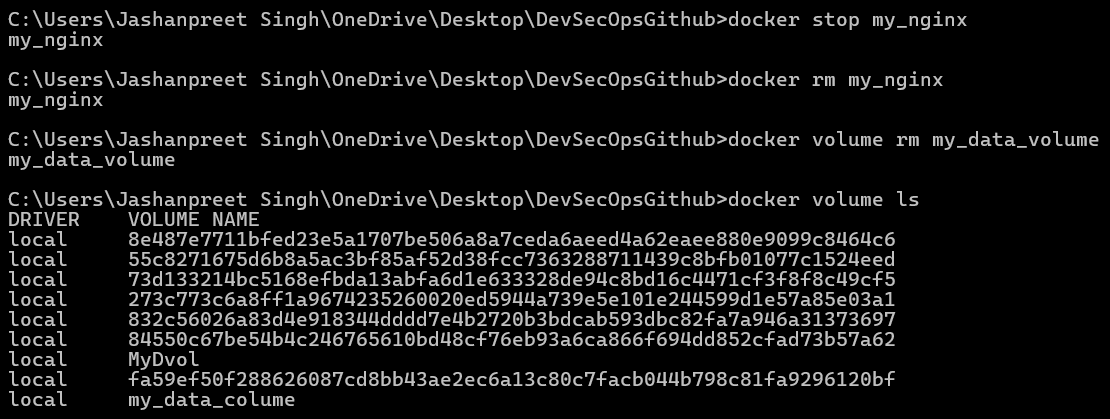 C:\Users\Jashanpreet Singh\OneDrive\Desktop\DevSecOpsGithub>docker stop my_nginx
my_nginx
C:\Users\Jashanpreet Singh\OneDrive\Desktop\DevSecOpsGithub>docker rm my_nginx
my_nginx
C:\Users\Jashanpreet Singh\OneDrive\Desktop\DevSecOpsGithub>docker volume rm my_data_volume
my_data_volume
C:\Users\Jashanpreet Singh\OneDrive\Desktop\DevSecOpsGithub>docker volume ls
DRIVER    VOLUME NAME
local     8e487e7711bfed23e5a1707be506a8a7ceda6aeed4a62eaee880e9099c8464c6
local     55c8271675d6b8a5ac3bf85af52d38fcc7363288711439c8bfb01077c1524eed
local     73d133214bc5168efbda13abfa6d1e633328de94c8bd16c4471cf3f8f8c49cf5
local     273c773c6a8ff1a9674235260020ed5944a739e5e101e244599d1e57a85e03a1
local     832c56026a83d4e918344dddd7e4b2720b3bdcab593dbc82fa7a946a31373697
local     84550c67be54b4c246765610bd48cf76eb93a6ca866f694dd852cfad73b57a62
local     MyDvol
local     fa59ef50f288626087cd8bb43ae2ec6a13c80c7facb044b798c81fa9296120bf
local     my_data_colume